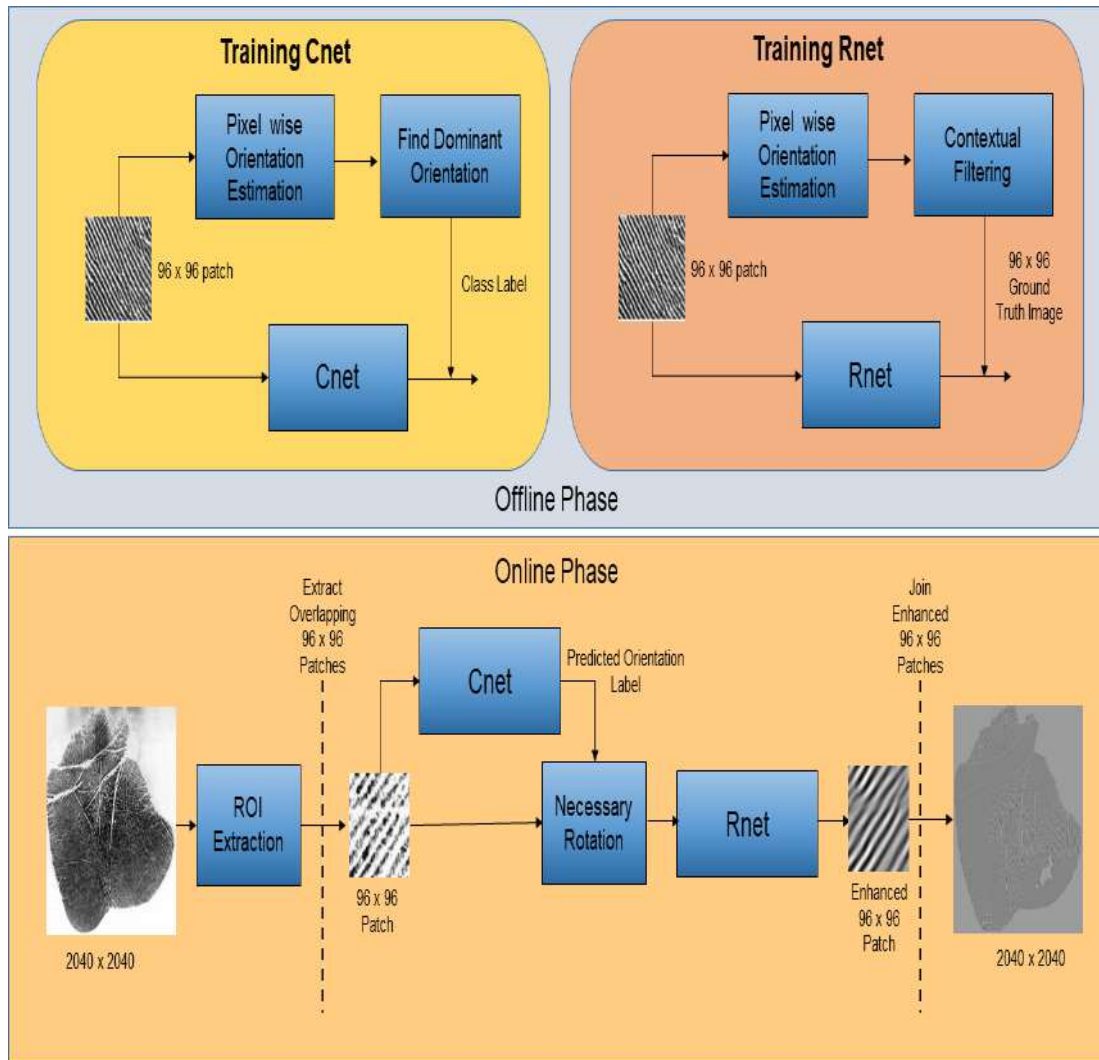 Training Cnet
Pixel wise
Orientation
Estimation
Find Dominant
Orientation
96 x 96 patch
Class Label
Cnet
Training Rnet
Pixel wise
Orientation
Estimation
Contextual
Filtering
96 x 96 patch
96 x 96
Ground
Truth Image
Rnet
Offline Phase
Online Phase
Extract
Overlapping
96 x 96
Patches
Join
Enhanced
96 x 96
Patches
Cnet
Predicted Orientation
Label
ROI
Extraction
Necessary
Rotation
Rnet
96 x 96
Patch
Enhanced
96 x 96
Patch
2040 x 2040
2040 x 2040